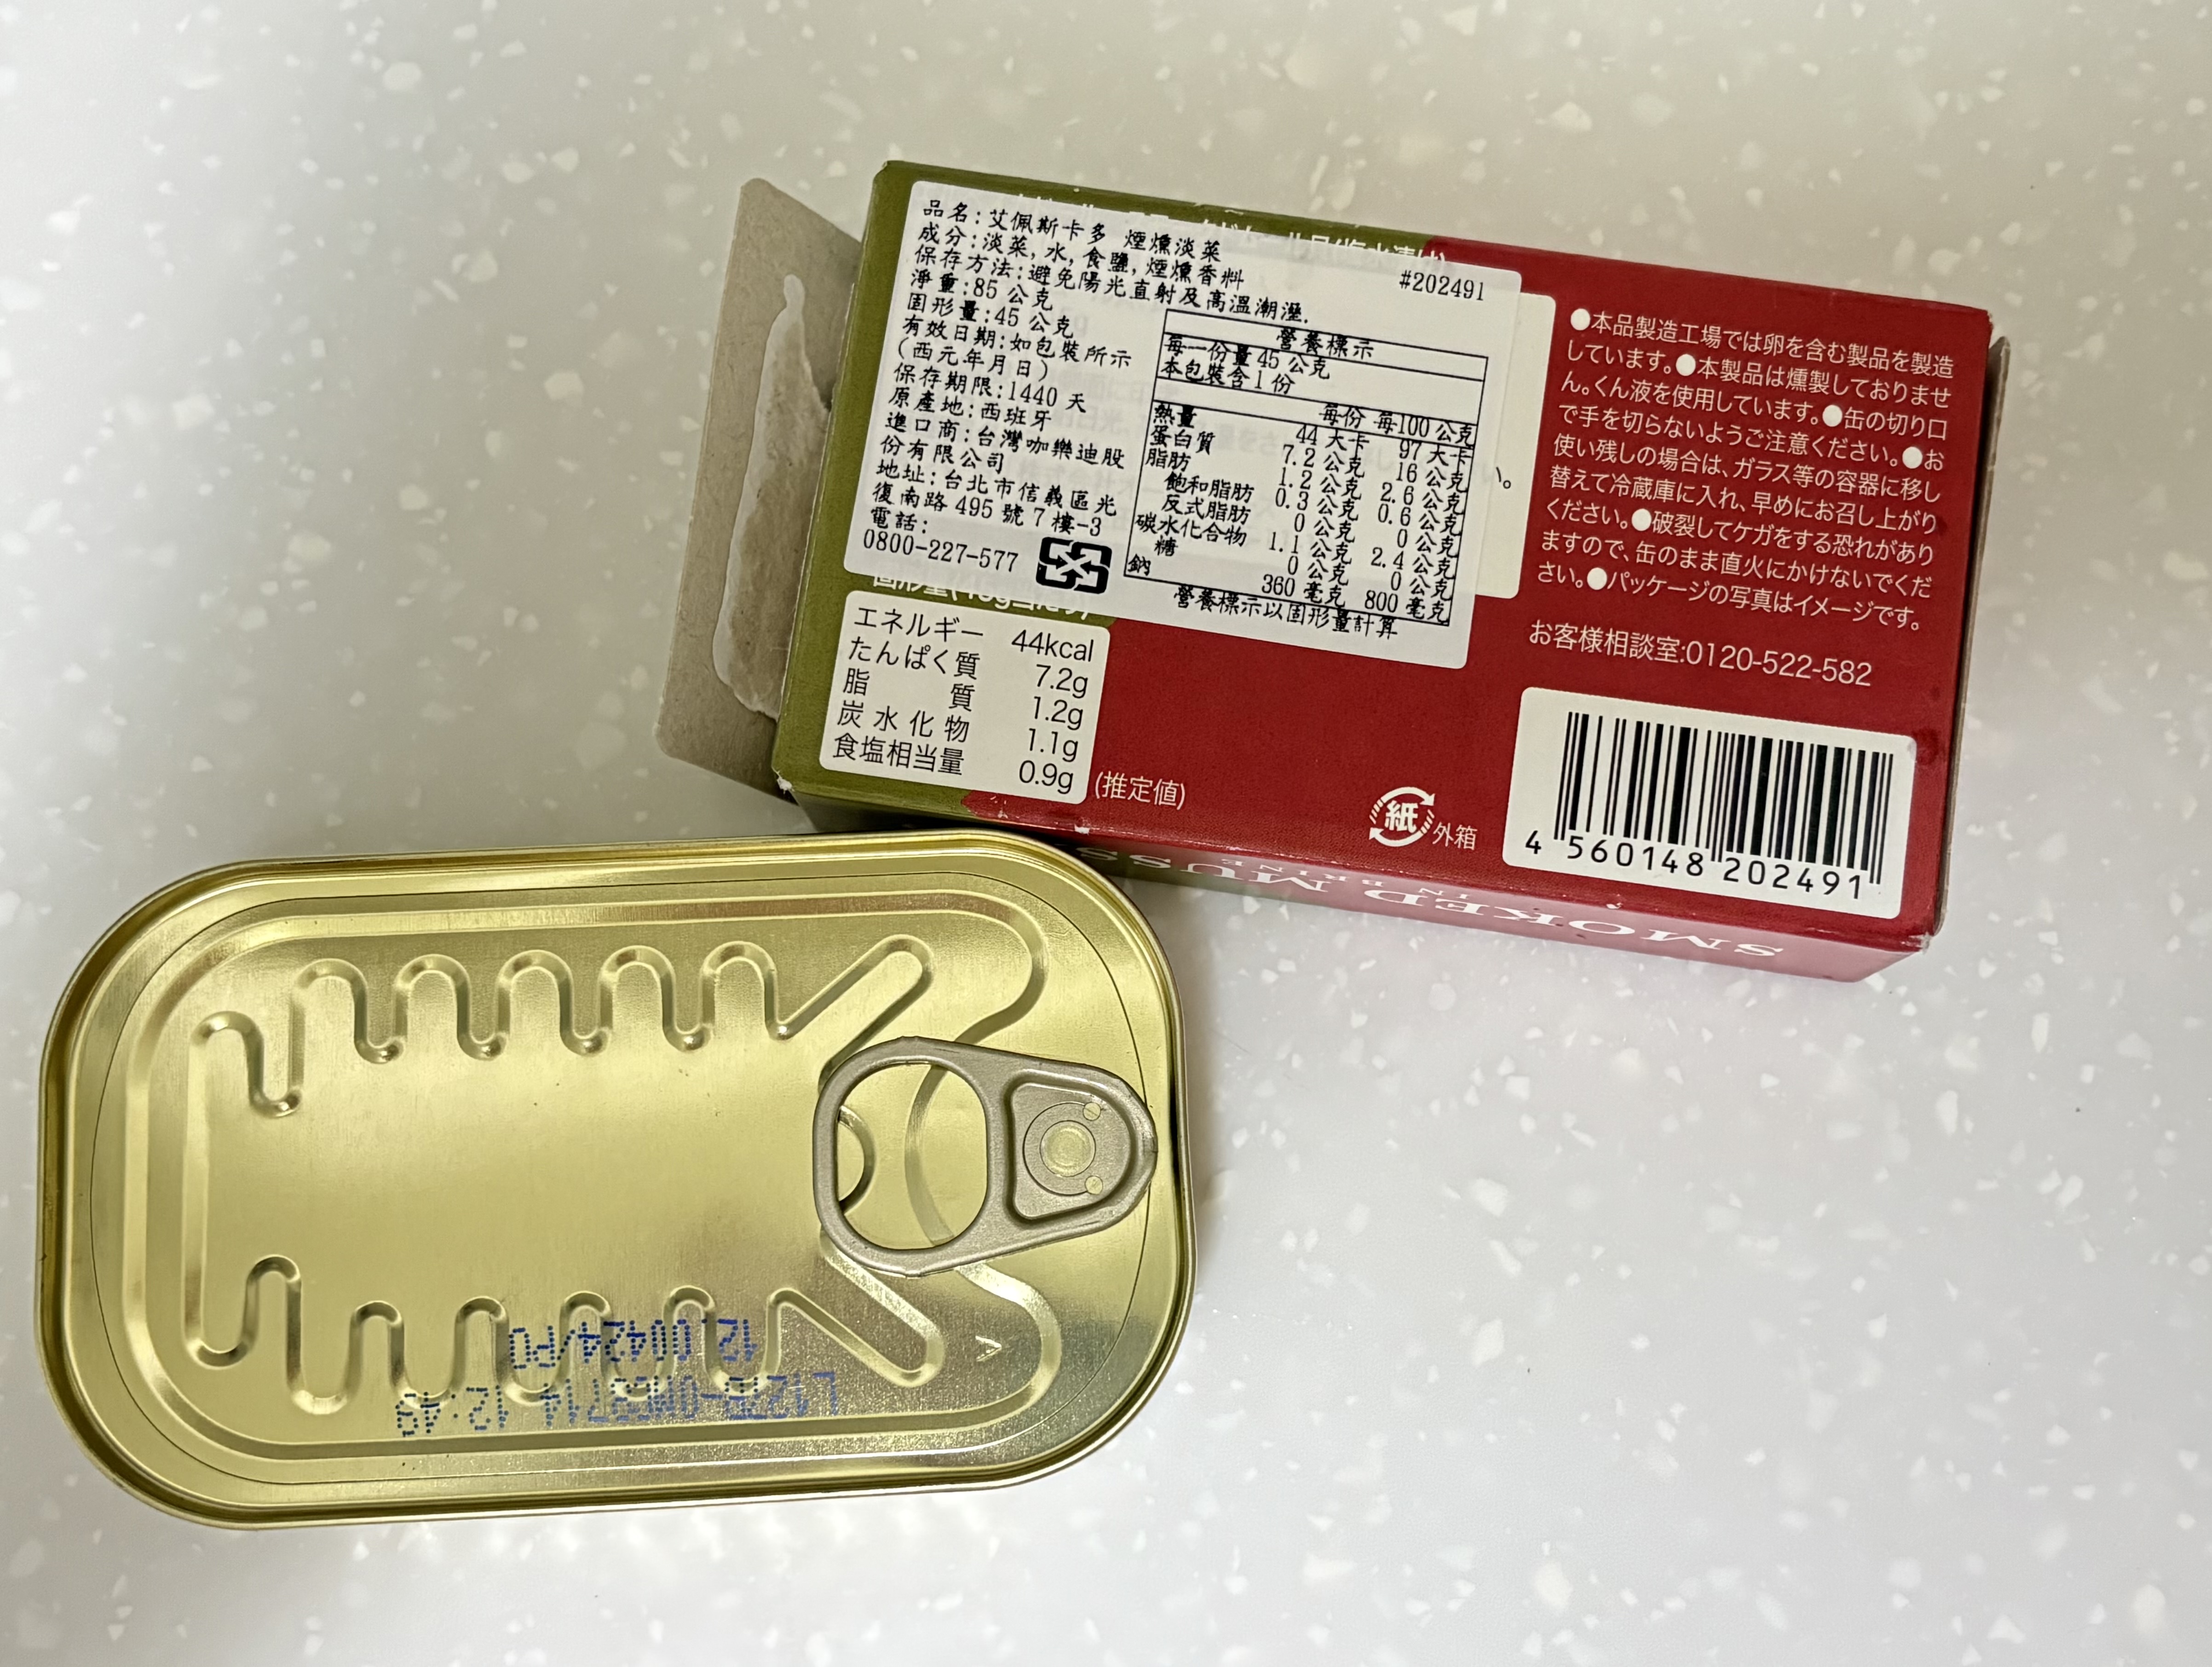 品名:艾佩斯卡多 煙燻淡菜
成分:淡菜,水,食鹽,煙燻香料
保存方法:避免陽光直射及高溫潮溼.
#202491
淨重:85 公克
固形量:45 公克
有效日期:如包裝所示
(西元年月日)
保存期限:1440 天
原產地:西班牙
進口商:台灣咖樂迪股
份有限公司
地址:台北市信義區光
復南路 495 號 7 樓-3
電話:
0800-227-577
營養標示
每一份量 45 公克
本包裝含 1 份
每份 每100 公克
熱量 44 大卡 97 大卡
蛋白質 7.2 公克 16 公克
脂肪 1.2 公克 2.6 公克
飽和脂肪 0.3 公克 0.6 公克
反式脂肪 0 公克 0 公克
碳水化合物 1.1 公克 2.4 公克
糖 0 公克 0 公克
鈉 360 毫克 800 毫克
營養標示以固形量計算
エネルギー 44kcal
たんぱく質 7.2g
脂質 1.2g
炭水化物 1.1g
食塩相当量 0.9g
(推定値)
●本品製造工場では卵を含む製品を製造
しています。●本製品は燻製しておりませ
ん。くん液を使用しています。●缶の切り口
で手を切らないようご注意ください。●お
使い残しの場合は、ガラス等の容器に移し
替えて冷蔵庫に入れ、早めにお召し上がり
ください。●破裂してケガをする恐れがあり
ますので、缶のまま直火にかけないでくだ
さい。●パッケージの写真はイメージです。
お客様相談室:0120-522-582
紙
外箱
4 560148 202491
SMOKED
IN BRINE
12:49